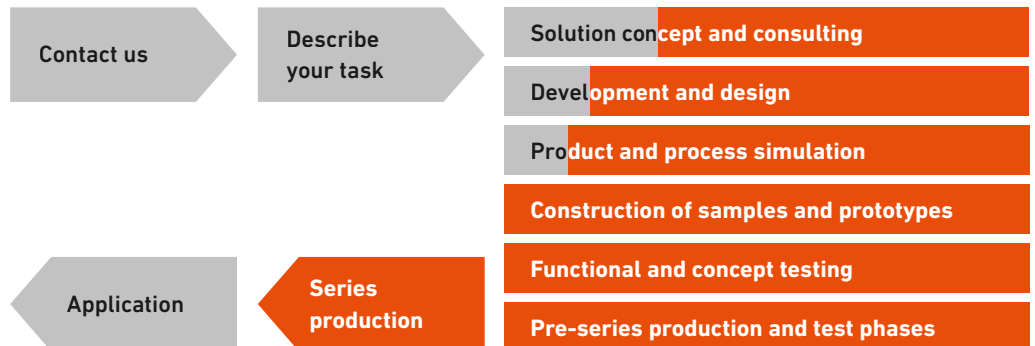 Contact us
Describe
your task
Solution concept and consulting
Development and design
Product and process simulation
Construction of samples and prototypes
Functional and concept testing
Pre-series production and test phases
Series
production
Application